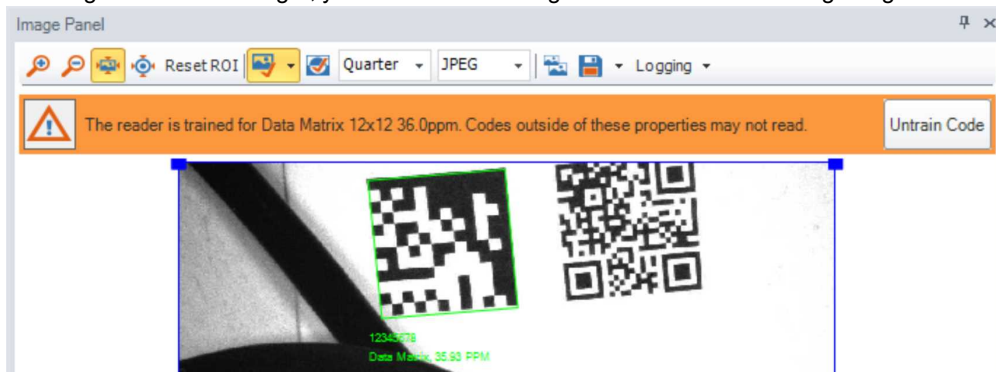 Image Panel
Reset ROI Quarter JPEG Logging
The reader is trained for Data Matrix 12x12 36.0ppm. Codes outside of these properties may not read. Untrain Code
12345678
Data Matrix, 35.93 PPM